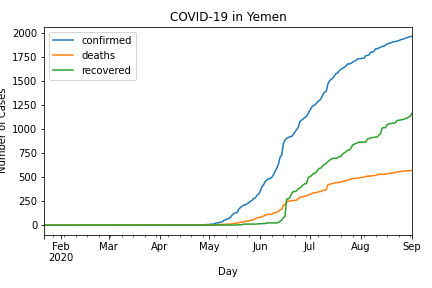 COVID-19 in Yemen
confirmed
deaths
recovered
2000
1750
1500
1250
1000
750
500
250
0
Number of Cases
Feb Mar Apr May Jun Jul Aug Sep
2020
Day